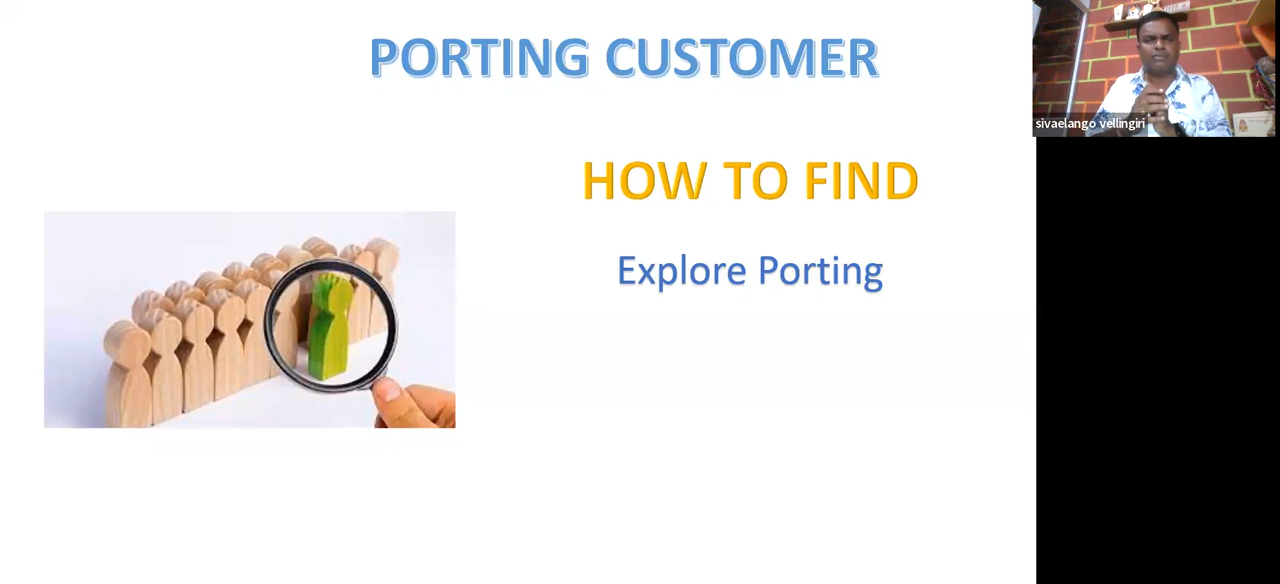 PORTING CUSTOMER
HOW TO FIND
Explore Porting
sivaelango vellingiri